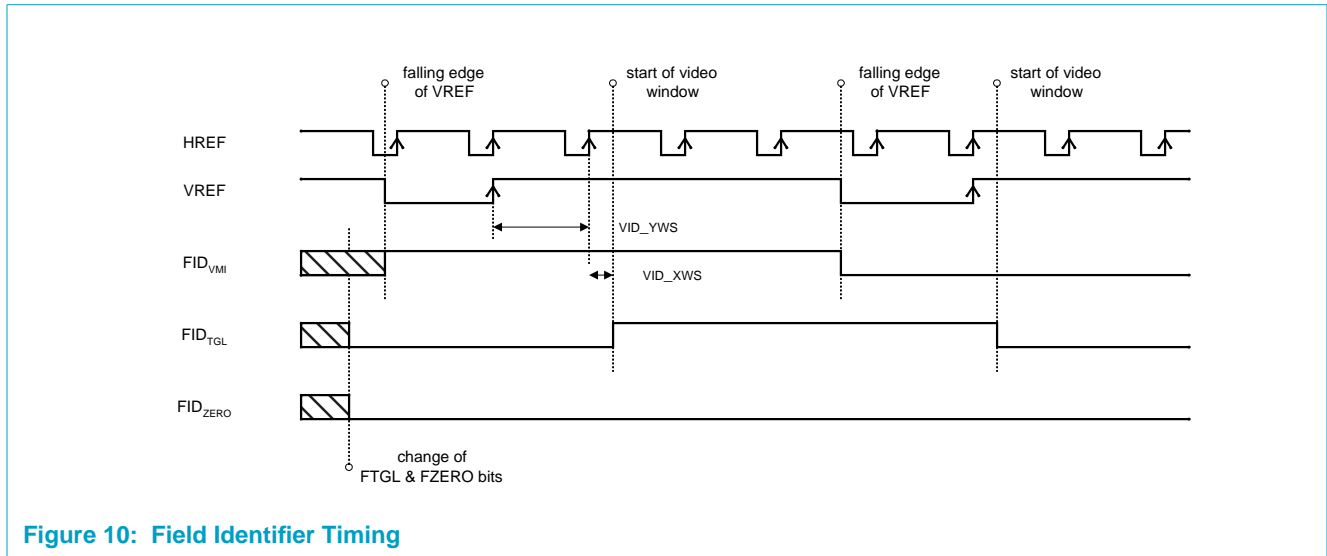 falling edge
of VREF
start of video
window
falling edge
of VREF
start of video
window
HREF
VREF
VID_YWS
FIDVMI
VID_XWS
FIDTGL
FIDZERO
change of
FTGL & FZERO bits
Figure 10: Field Identifier Timing